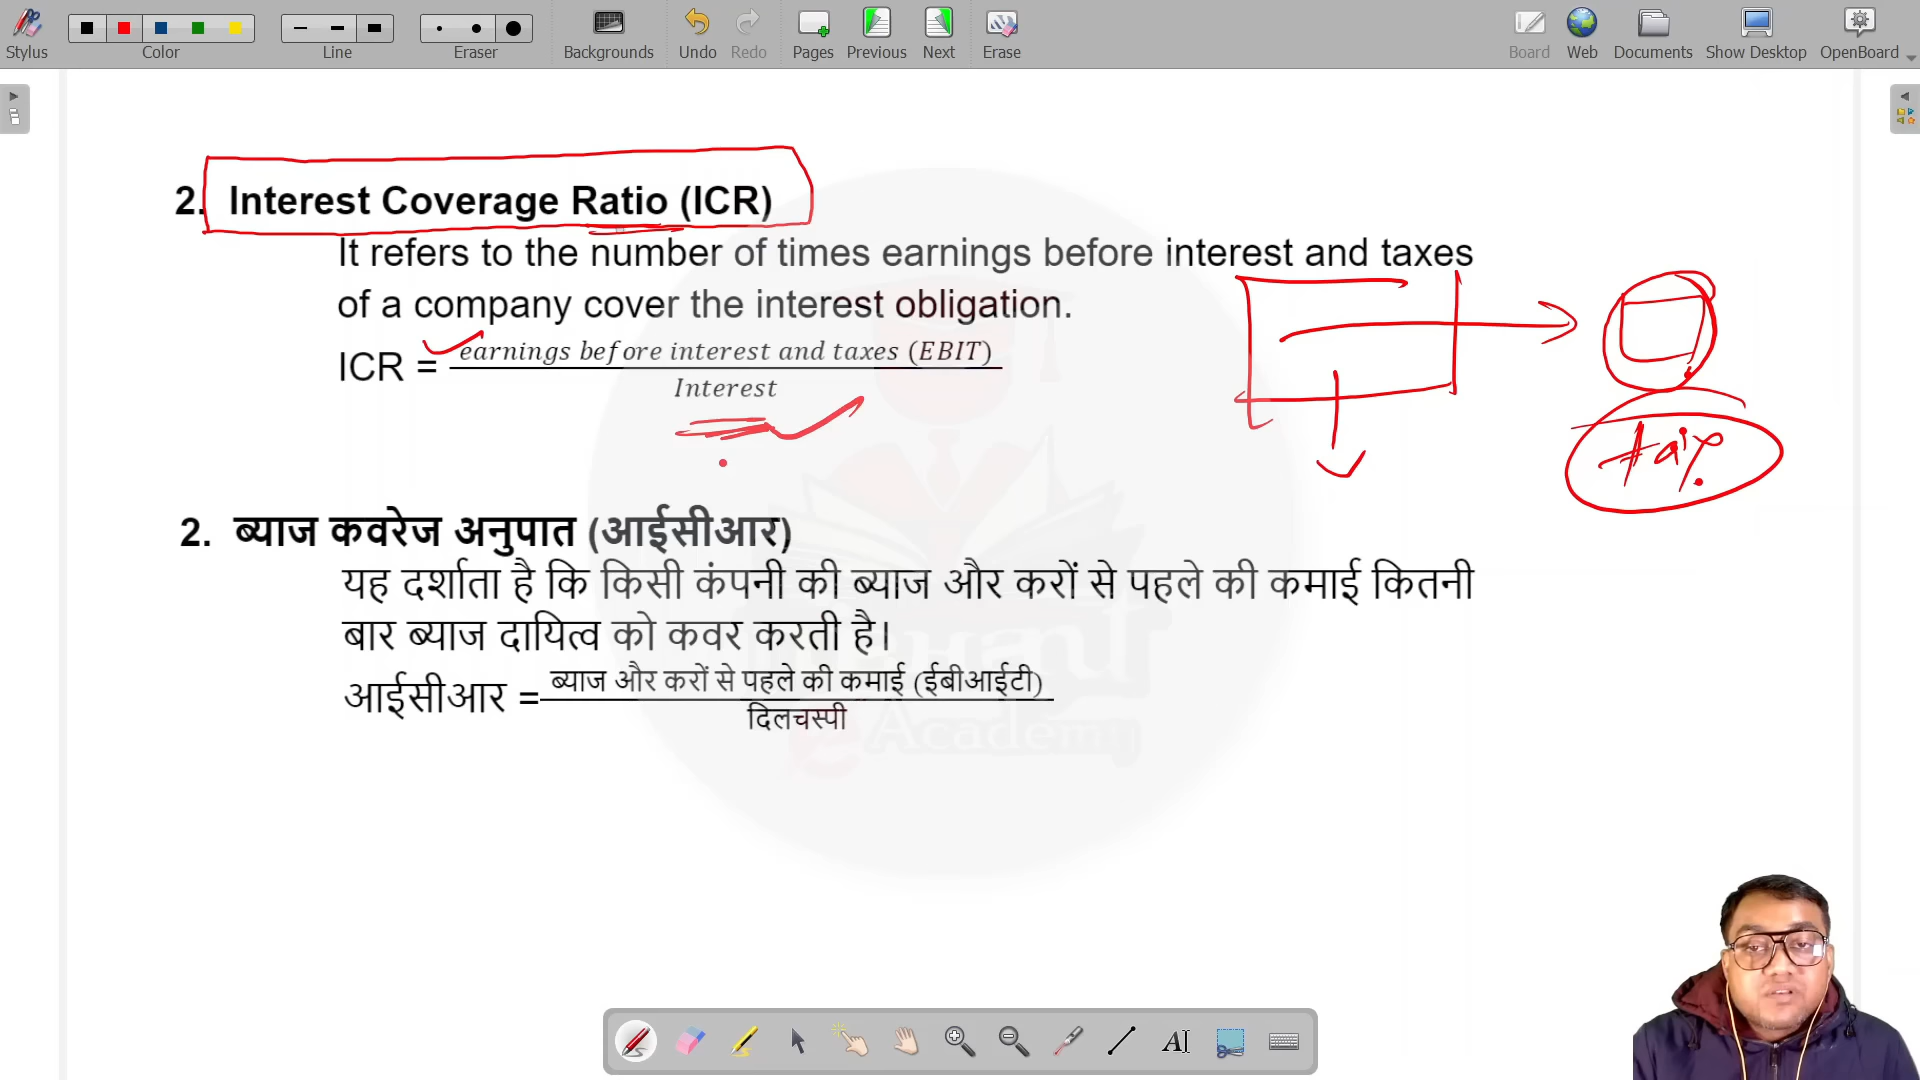 Stylus
Color
Line
Eraser
Backgrounds
Undo
Redo
Pages
Previous
Next
Erase
Board
Web
Documents
Show Desktop
OpenBoard
2. Interest Coverage Ratio (ICR)
It refers to the number of times earnings before interest and taxes
of a company cover the interest obligation.
ICR = earnings before interest and taxes (EBIT)
Interest
2. ब्याज कवरेज अनुपात (आईसीआर)
यह दर्शाता है कि किसी कंपनी की ब्याज और करों से पहले की कमाई कितनी
बार ब्याज दायित्व को कवर करती है।
आईसीआर = ब्याज और करों से पहले की कमाई (ईबीआईटी)
दिलचस्पी
Academy